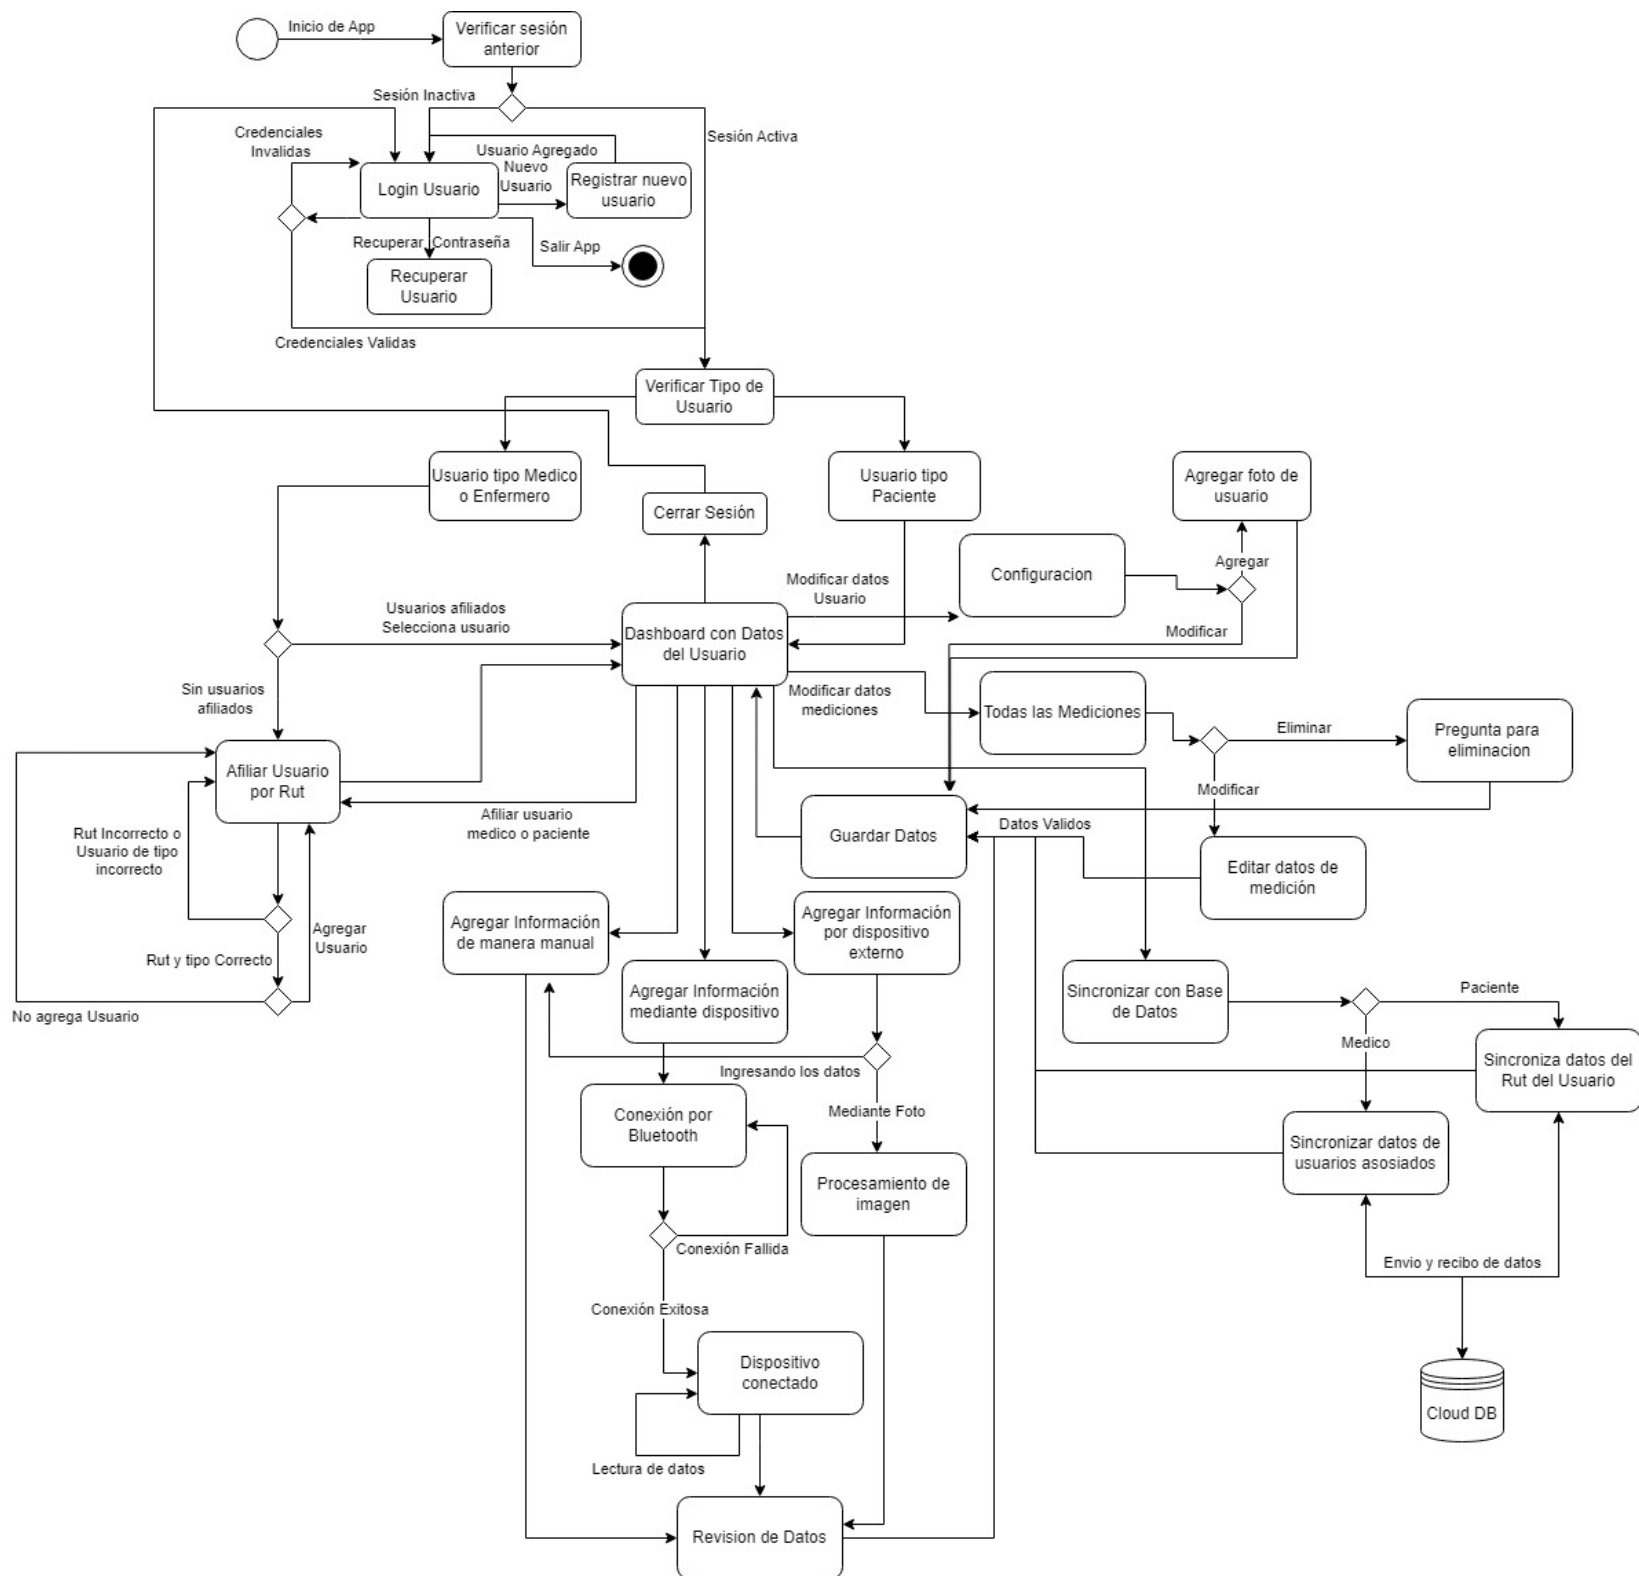 Inicio de App
Verificar sesión
anterior
Sesión Inactiva
Sesión Activa
Credenciales
Invalidas
Usuario Agregado
Nuevo
Usuario
Login Usuario
Registrar nuevo
usuario
Recuperar Contraseña
Salir App
Recuperar
Usuario
Credenciales Validas
Verificar Tipo de
Usuario
Usuario tipo Medico
o Enfermero
Usuario tipo
Paciente
Agregar foto de
usuario
Cerrar Sesión
Configuracion
Agregar
Modificar datos
Usuario
Usuarios afiliados
Selecciona usuario
Dashboard con Datos
del Usuario
Modificar
Sin usuarios
afiliados
Modificar datos
mediciones
Todas las Mediciones
Eliminar
Pregunta para
eliminacion
Afiliar Usuario
por Rut
Modificar
Afiliar usuario
medico o paciente
Guardar Datos
Datos Validos
Rut Incorrecto o
Usuario de tipo
incorrecto
Editar datos de
medición
Agregar
Usuario
Agregar Información
de manera manual
Agregar Información
por dispositivo
externo
Rut y tipo Correcto
No agrega Usuario
Agregar Información
mediante dispositivo
Sincronizar con Base
de Datos
Paciente
Medico
Ingresando los datos
Sincroniza datos del
Rut del Usuario
Conexión por
Bluetooth
Mediante Foto
Sincronizar datos de
usuarios asosiados
Procesamiento de
imagen
Conexión Fallida
Envio y recibo de datos
Conexión Exitosa
Dispositivo
conectado
Cloud DB
Lectura de datos
Revision de Datos